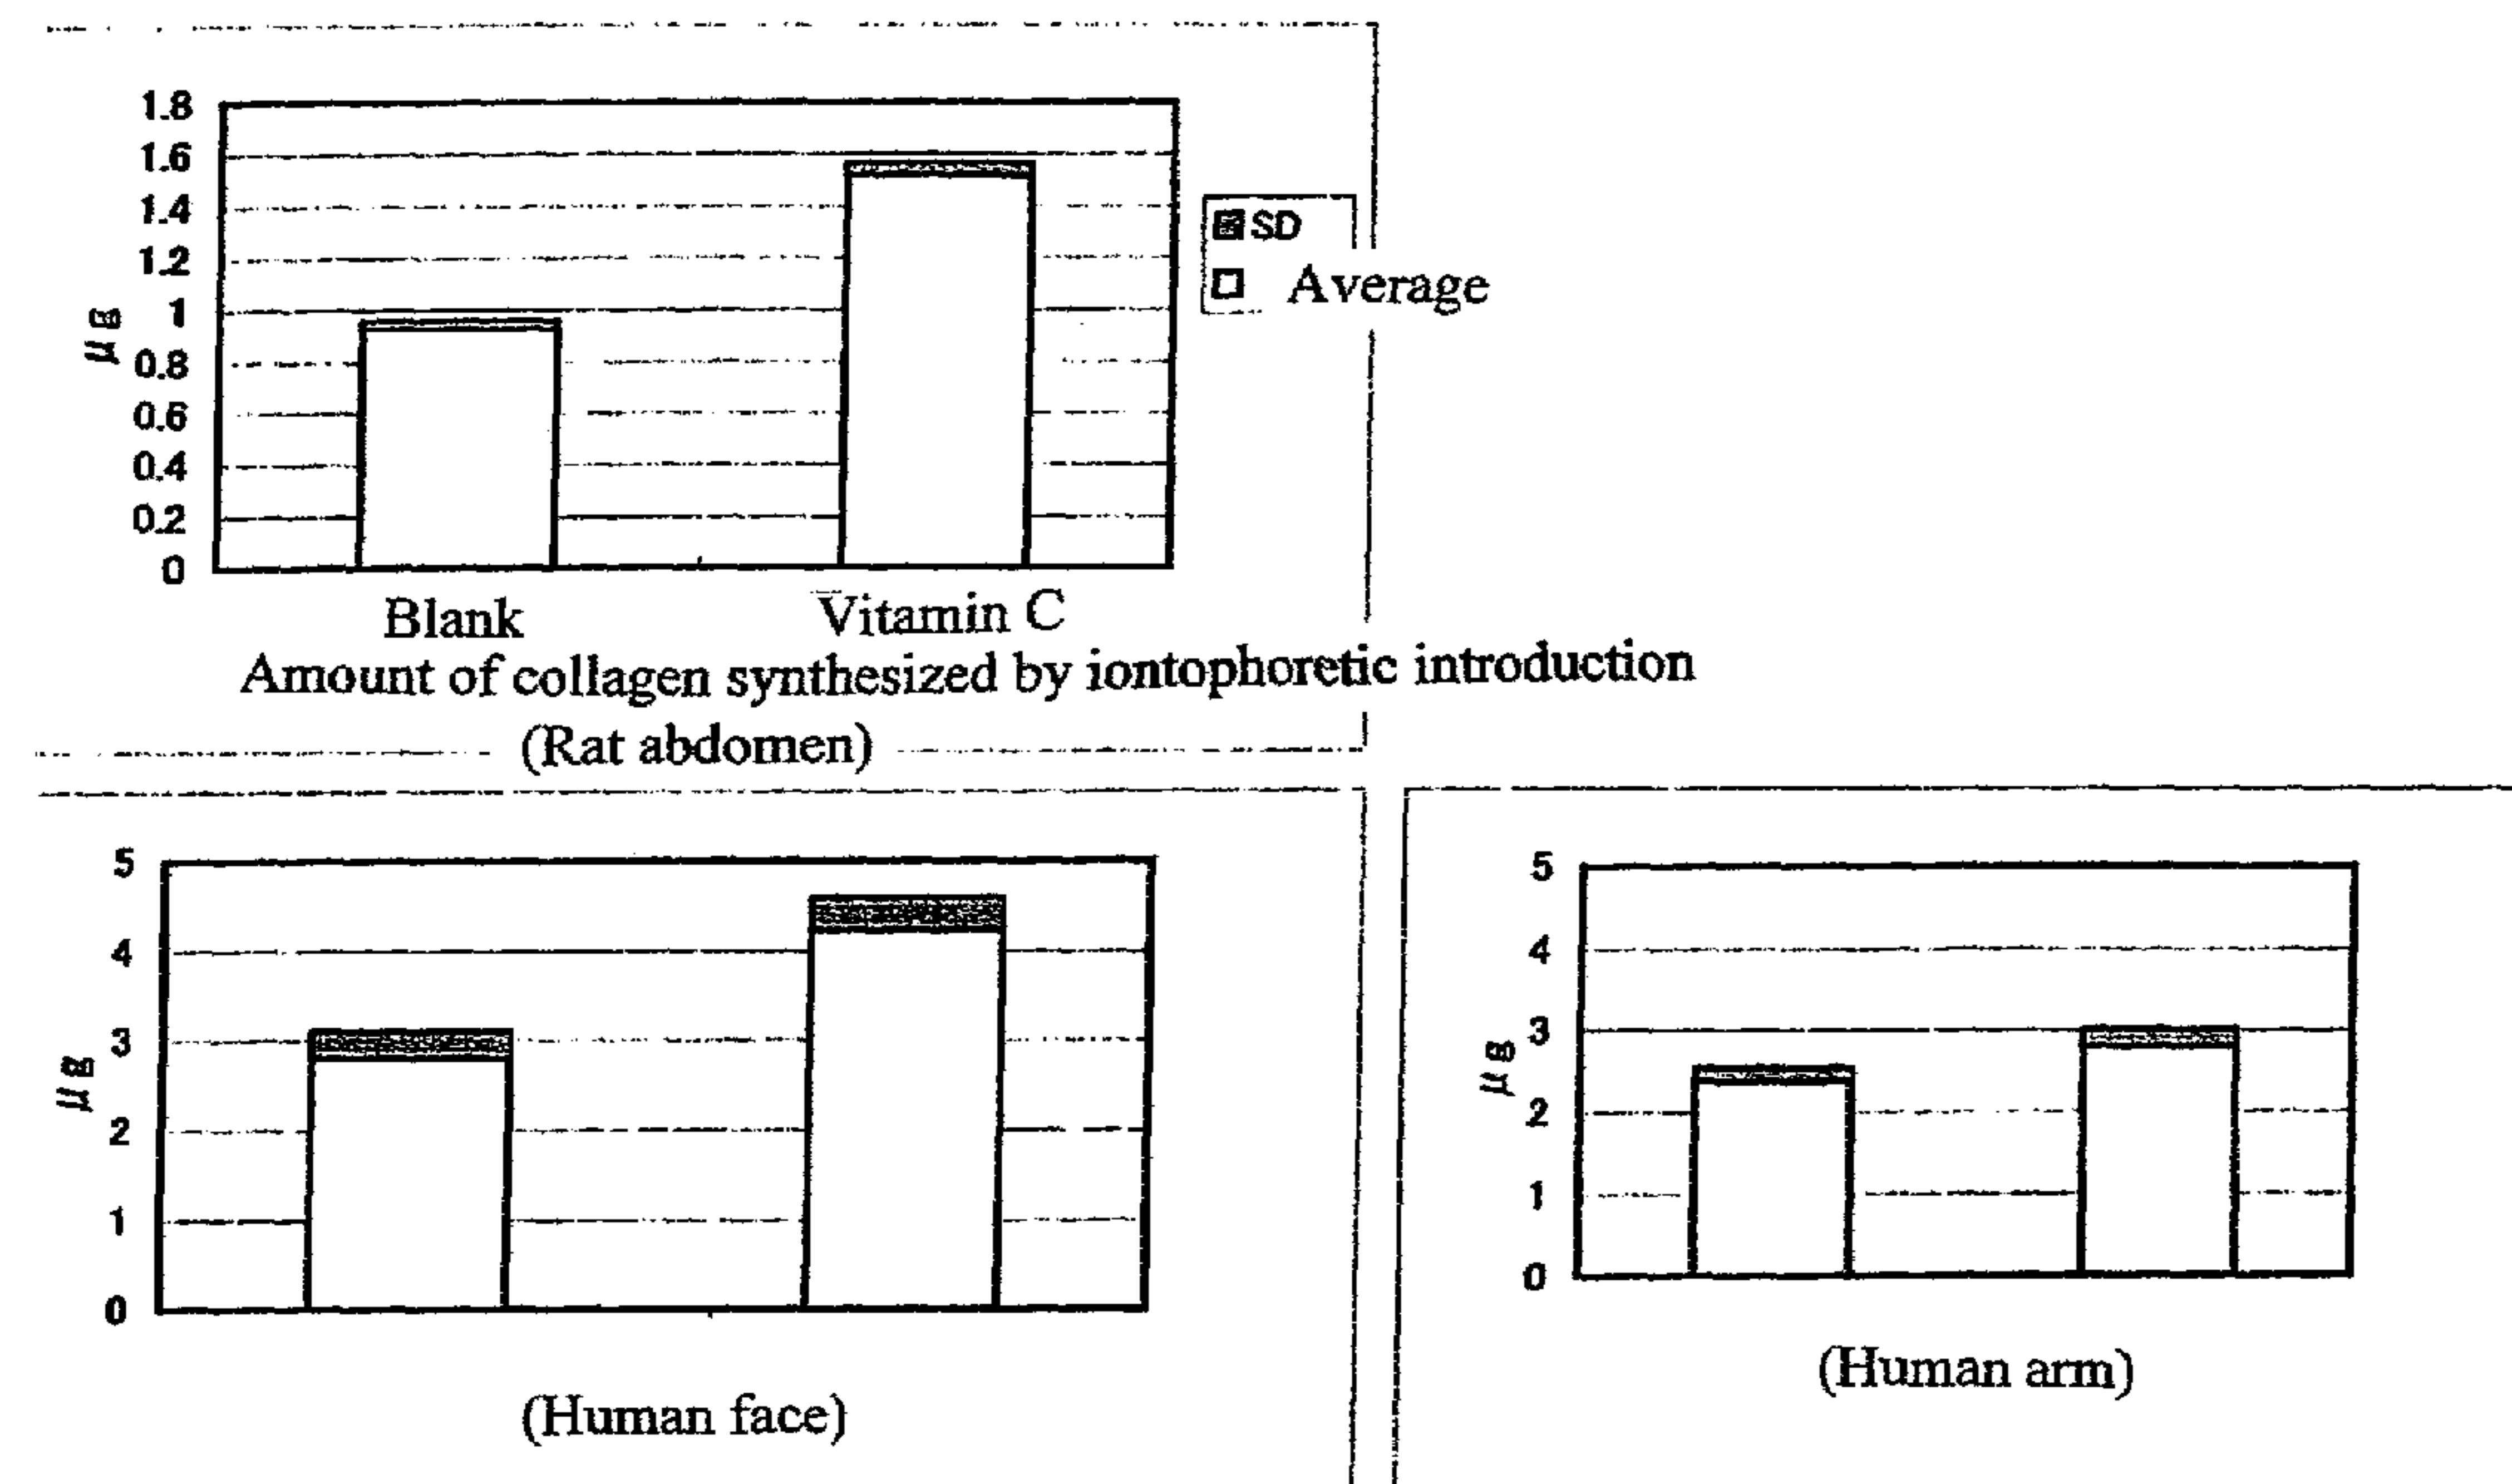 1.8
1.6
1.4
1.2
1
0.8
0.6
0.4
0.2
0
μg
SD
Average
Blank Vitamin C
Amount of collagen synthesized by iontophoretic introduction
(Rat abdomen)
5
4
3
2
1
0
μg
(Human face)
5
4
3
2
1
0
μg
(Human arm)